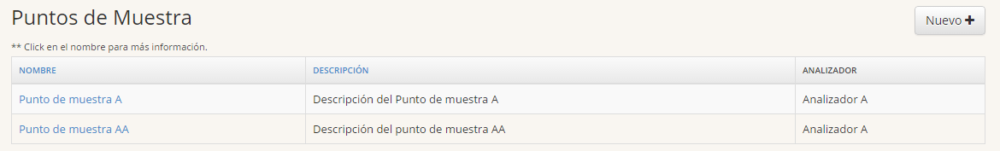 Puntos de Muestra
Nuevo
** Click en el nombre para más información.
NOMBRE DESCRIPCIÓN ANALIZADOR
Punto de muestra A Descripción del Punto de muestra A Analizador A
Punto de muestra AA Descripción del punto de muestra AA Analizador A